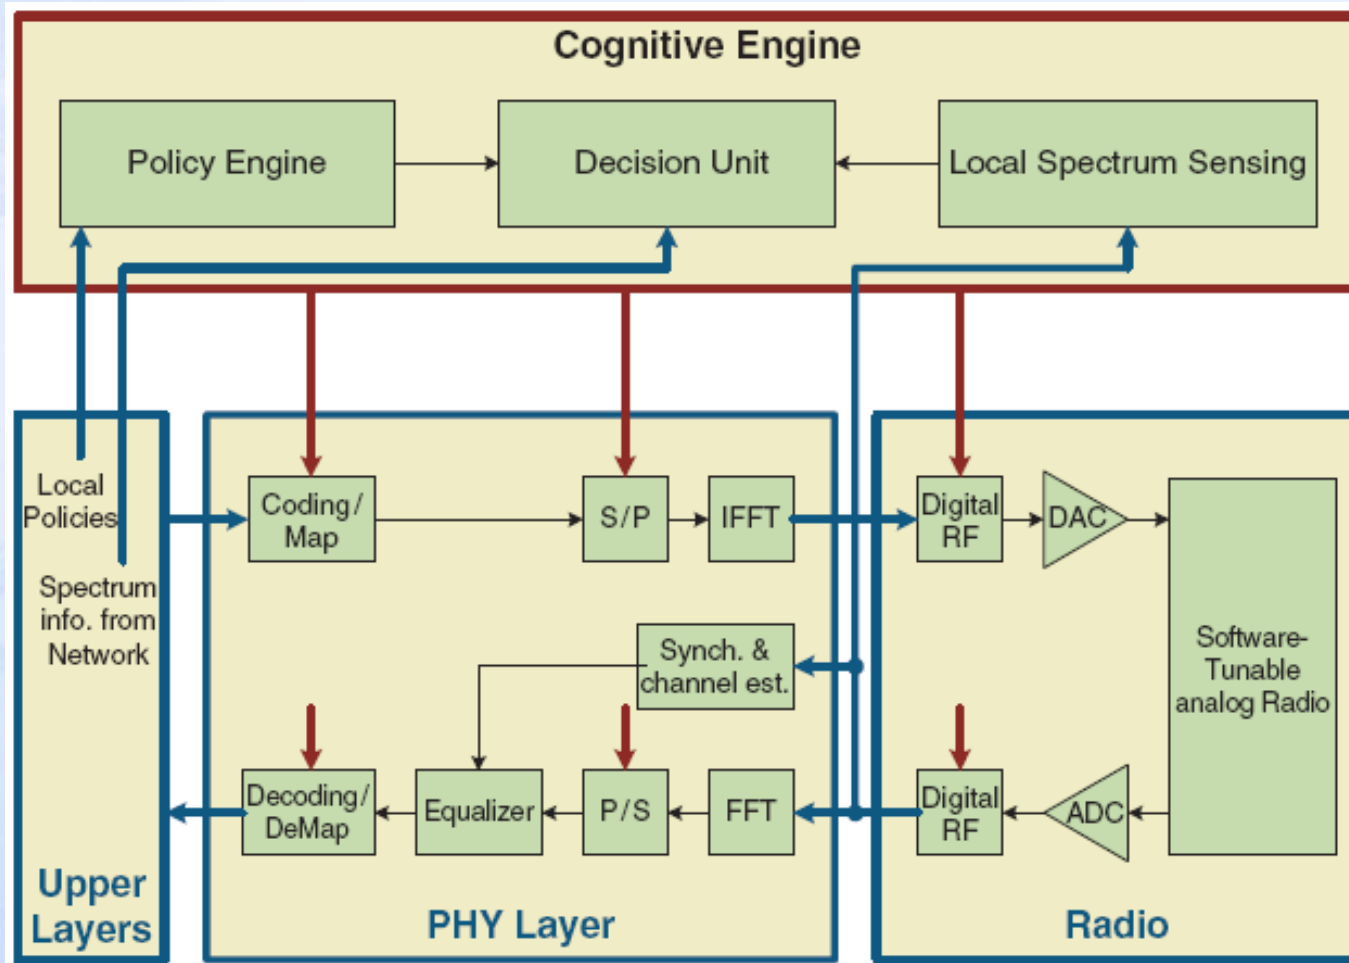 Cognitive Engine
Policy Engine
Decision Unit
Local Spectrum Sensing
Local
Policies
Spectrum
info. from
Network
Upper
Layers
Coding/
Map
S/P
IFFT
Synch. &
channel est.
Decoding/
DeMap
Equalizer
P/S
FFT
PHY Layer
Digital
RF
DAC
Software-
Tunable
analog Radio
Digital
RF
ADC
Radio